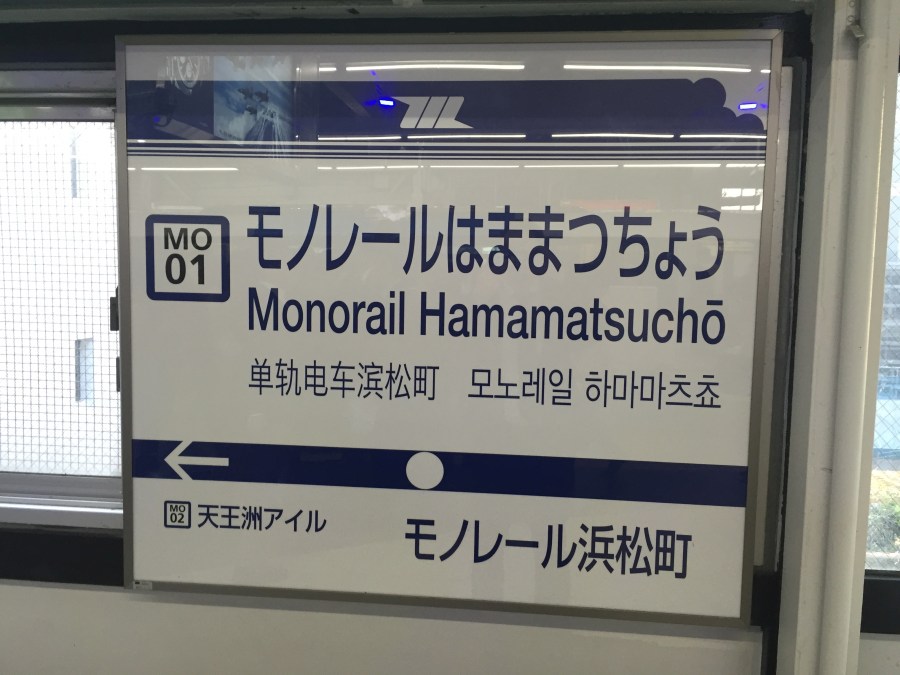 MO
01
モノレールはままつちょう
Monorail Hamamatsuchō
单轨电车滨松町 모노레일 하마마츠쵸
MO
02
天王洲アイル
モノレール浜松町